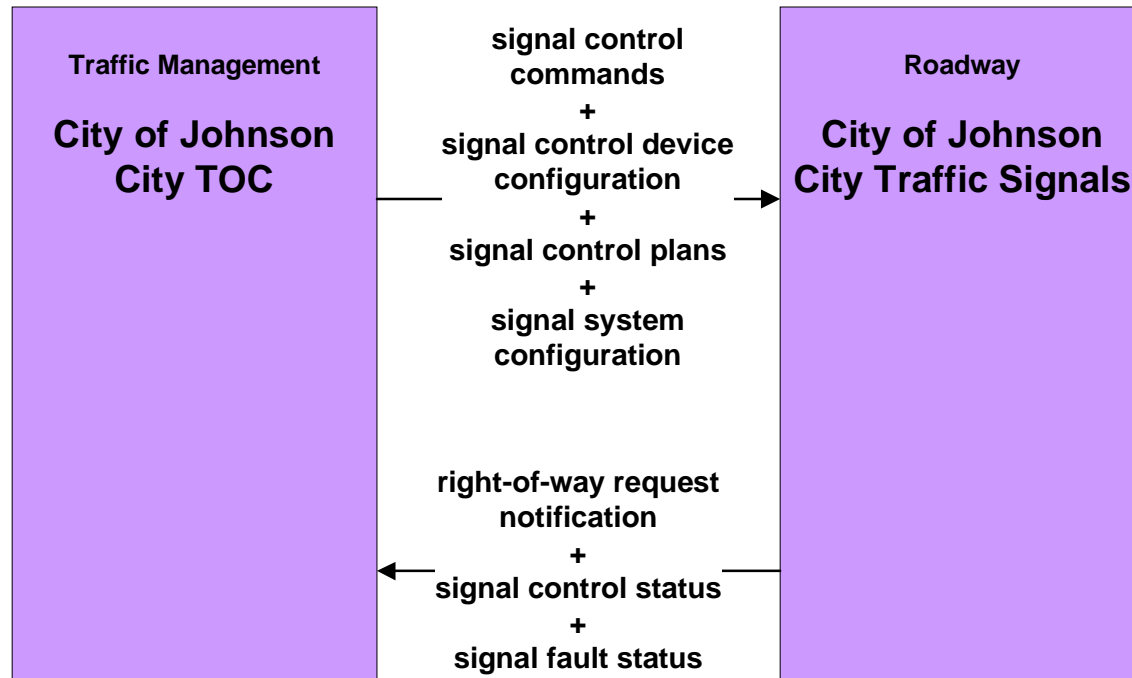 Traffic Management
City of Johnson
City TOC
signal control
commands
+
signal control device
configuration
+
signal control plans
+
signal system
configuration
right-of-way request
notification
+
signal control status
+
signal fault status
Roadway
City of Johnson
City Traffic Signals